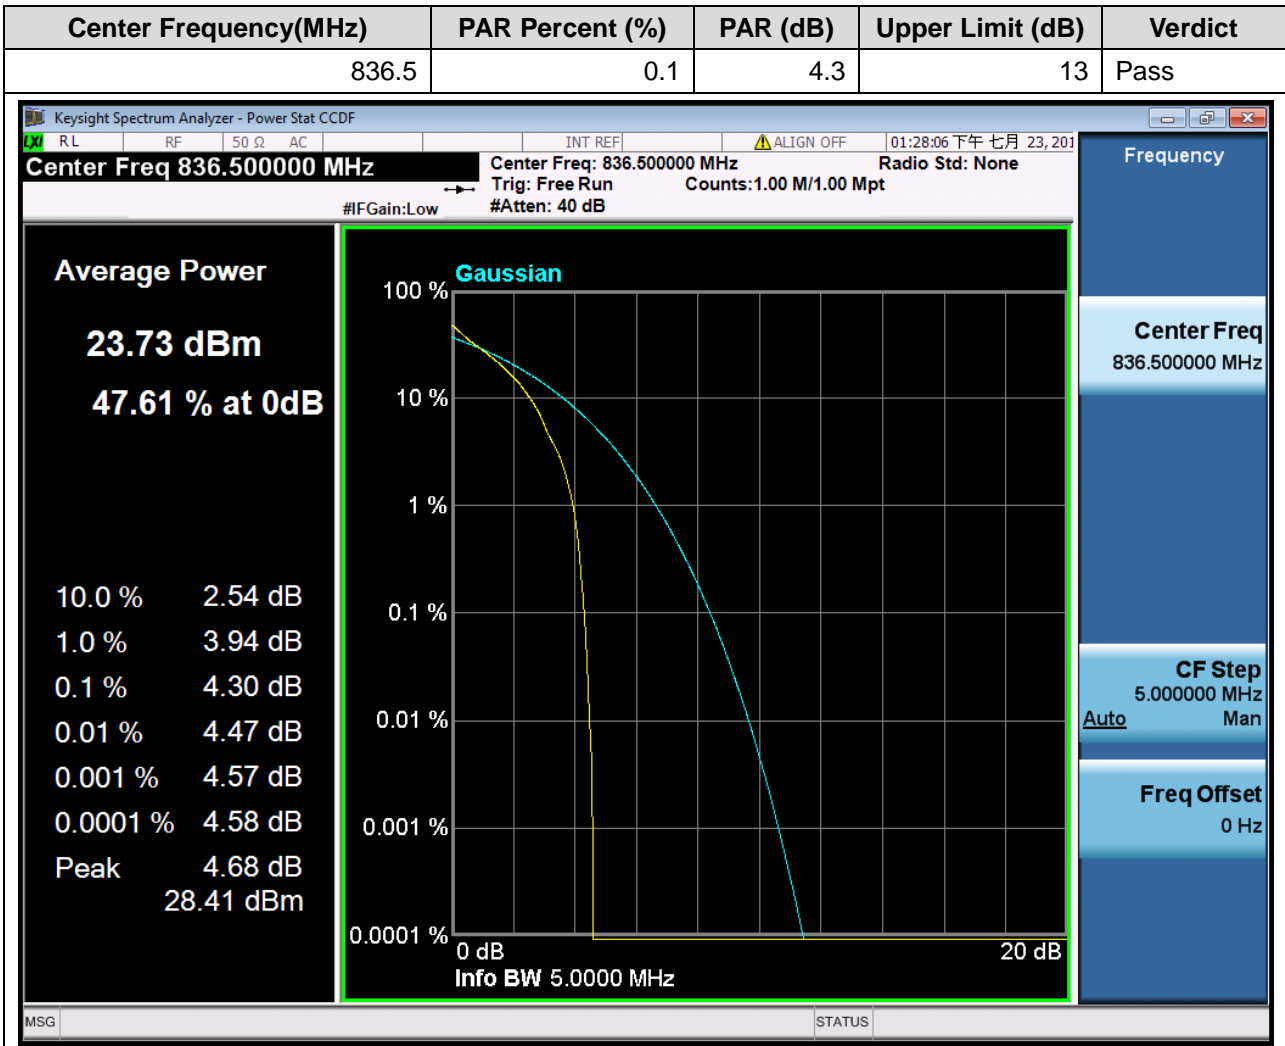 Center Frequency(MHz) PAR Percent (%) PAR (dB) Upper Limit (dB) Verdict
836.5 0.1 4.3 13 Pass
Keysight Spectrum Analyzer - Power Stat CCDF
LXI RL RF 50 Ω AC INT REF ALIGN OFF 01:28:06 下午 七月 23, 201
Center Freq 836.500000 MHz
Center Freq: 836.500000 MHz Radio Std: None
Trig: Free Run Counts:1.00 M/1.00 Mpt
#IFGain:Low #Atten: 40 dB
Frequency
Average Power
23.73 dBm
47.61 % at 0dB
10.0 % 2.54 dB
1.0 % 3.94 dB
0.1 % 4.30 dB
0.01 % 4.47 dB
0.001 % 4.57 dB
0.0001 % 4.58 dB
Peak 4.68 dB
28.41 dBm
Gaussian
100 %
10 %
1 %
0.1 %
0.01 %
0.001 %
0.0001 %
0 dB 20 dB
Info BW 5.0000 MHz
Center Freq
836.500000 MHz
CF Step
5.000000 MHz
Auto Man
Freq Offset
0 Hz
MSG STATUS